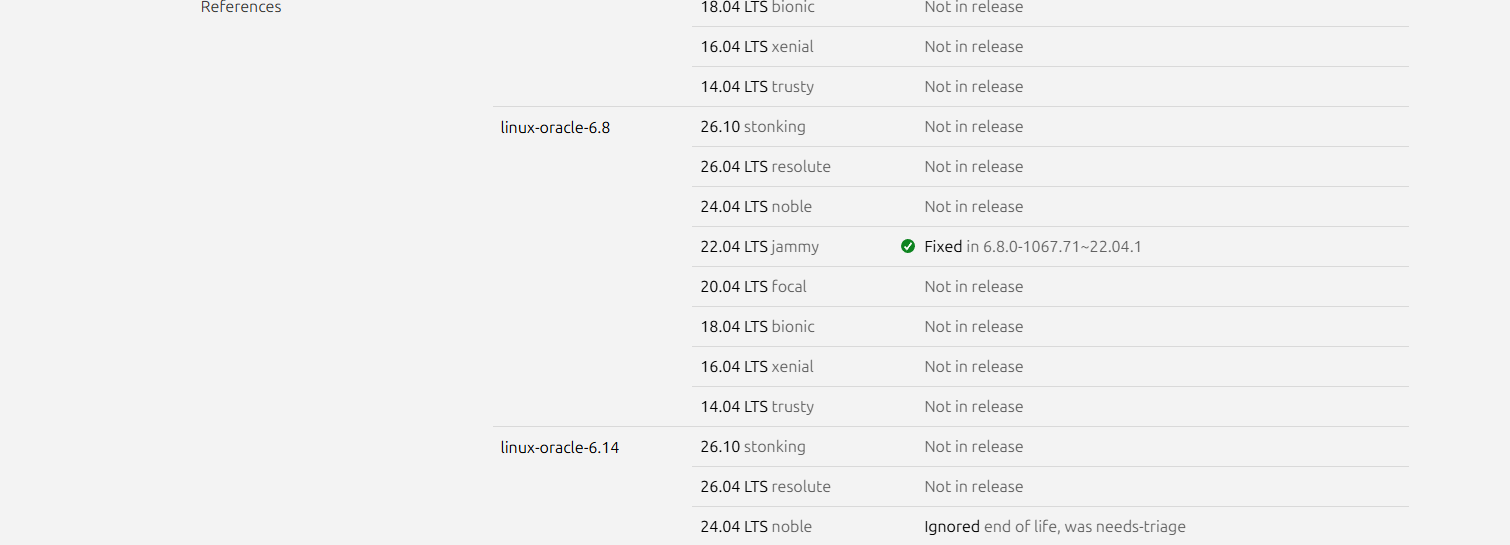 References
18.04 LTS bionic Not in release
16.04 LTS xenial Not in release
14.04 LTS trusty Not in release
linux-oracle-6.8 26.10 stonking Not in release
26.04 LTS resolute Not in release
24.04 LTS noble Not in release
22.04 LTS jammy Fixed in 6.8.0-1067.71~22.04.1
20.04 LTS focal Not in release
18.04 LTS bionic Not in release
16.04 LTS xenial Not in release
14.04 LTS trusty Not in release
linux-oracle-6.14 26.10 stonking Not in release
26.04 LTS resolute Not in release
24.04 LTS noble Ignored end of life, was needs-triage